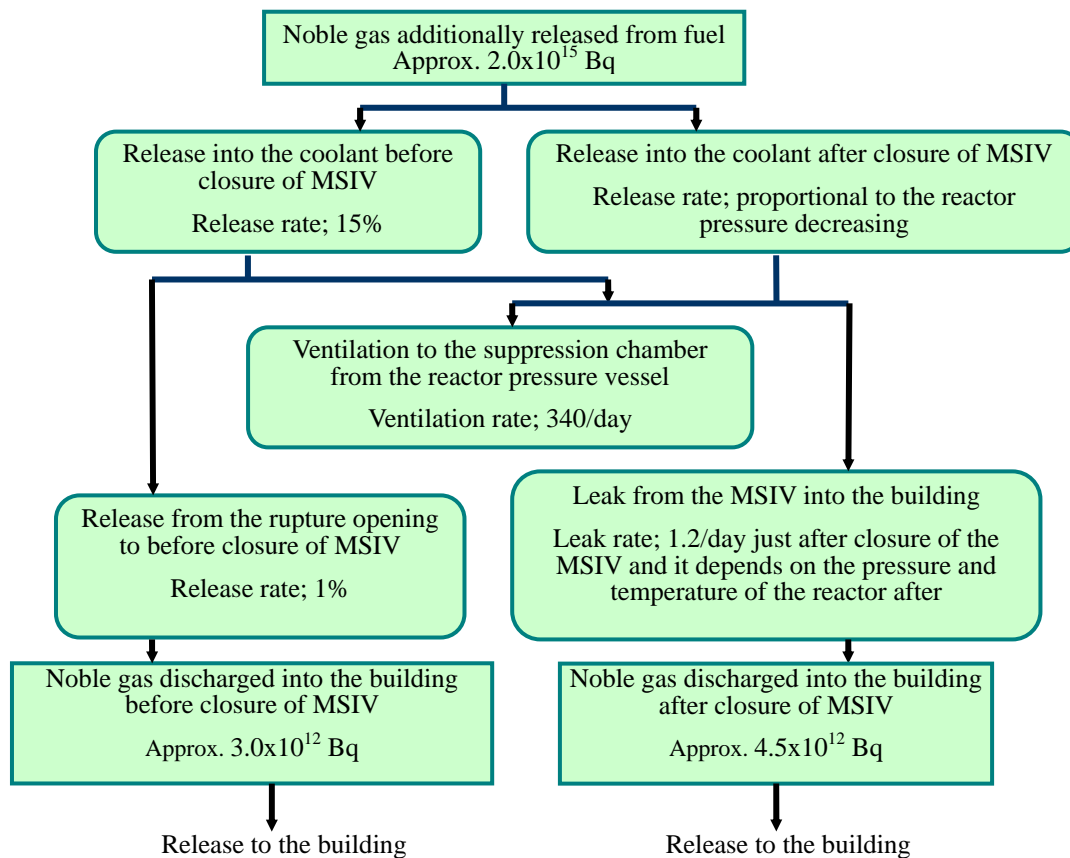 Noble gas additionally released from fuel
Approx. 2.0x10¹⁵ Bq
Release into the coolant before
closure of MSIV
Release rate; 15%
Release into the coolant after closure of MSIV
Release rate; proportional to the reactor
pressure decreasing
Ventilation to the suppression chamber
from the reactor pressure vessel
Ventilation rate; 340/day
Release from the rupture opening
to before closure of MSIV
Release rate; 1%
Leak from the MSIV into the building
Leak rate; 1.2/day just after closure of the
MSIV and it depends on the pressure and
temperature of the reactor after
Noble gas discharged into the building
before closure of MSIV
Approx. 3.0x10¹² Bq
Noble gas discharged into the building
after closure of MSIV
Approx. 4.5x10¹² Bq
Release to the building
Release to the building